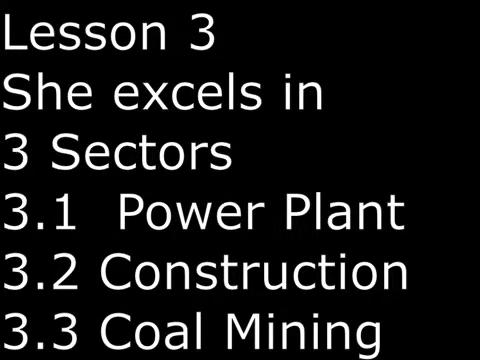 Lesson 3
She excels in
3 Sectors
3.1  Power Plant
3.2 Construction
3.3 Coal Mining